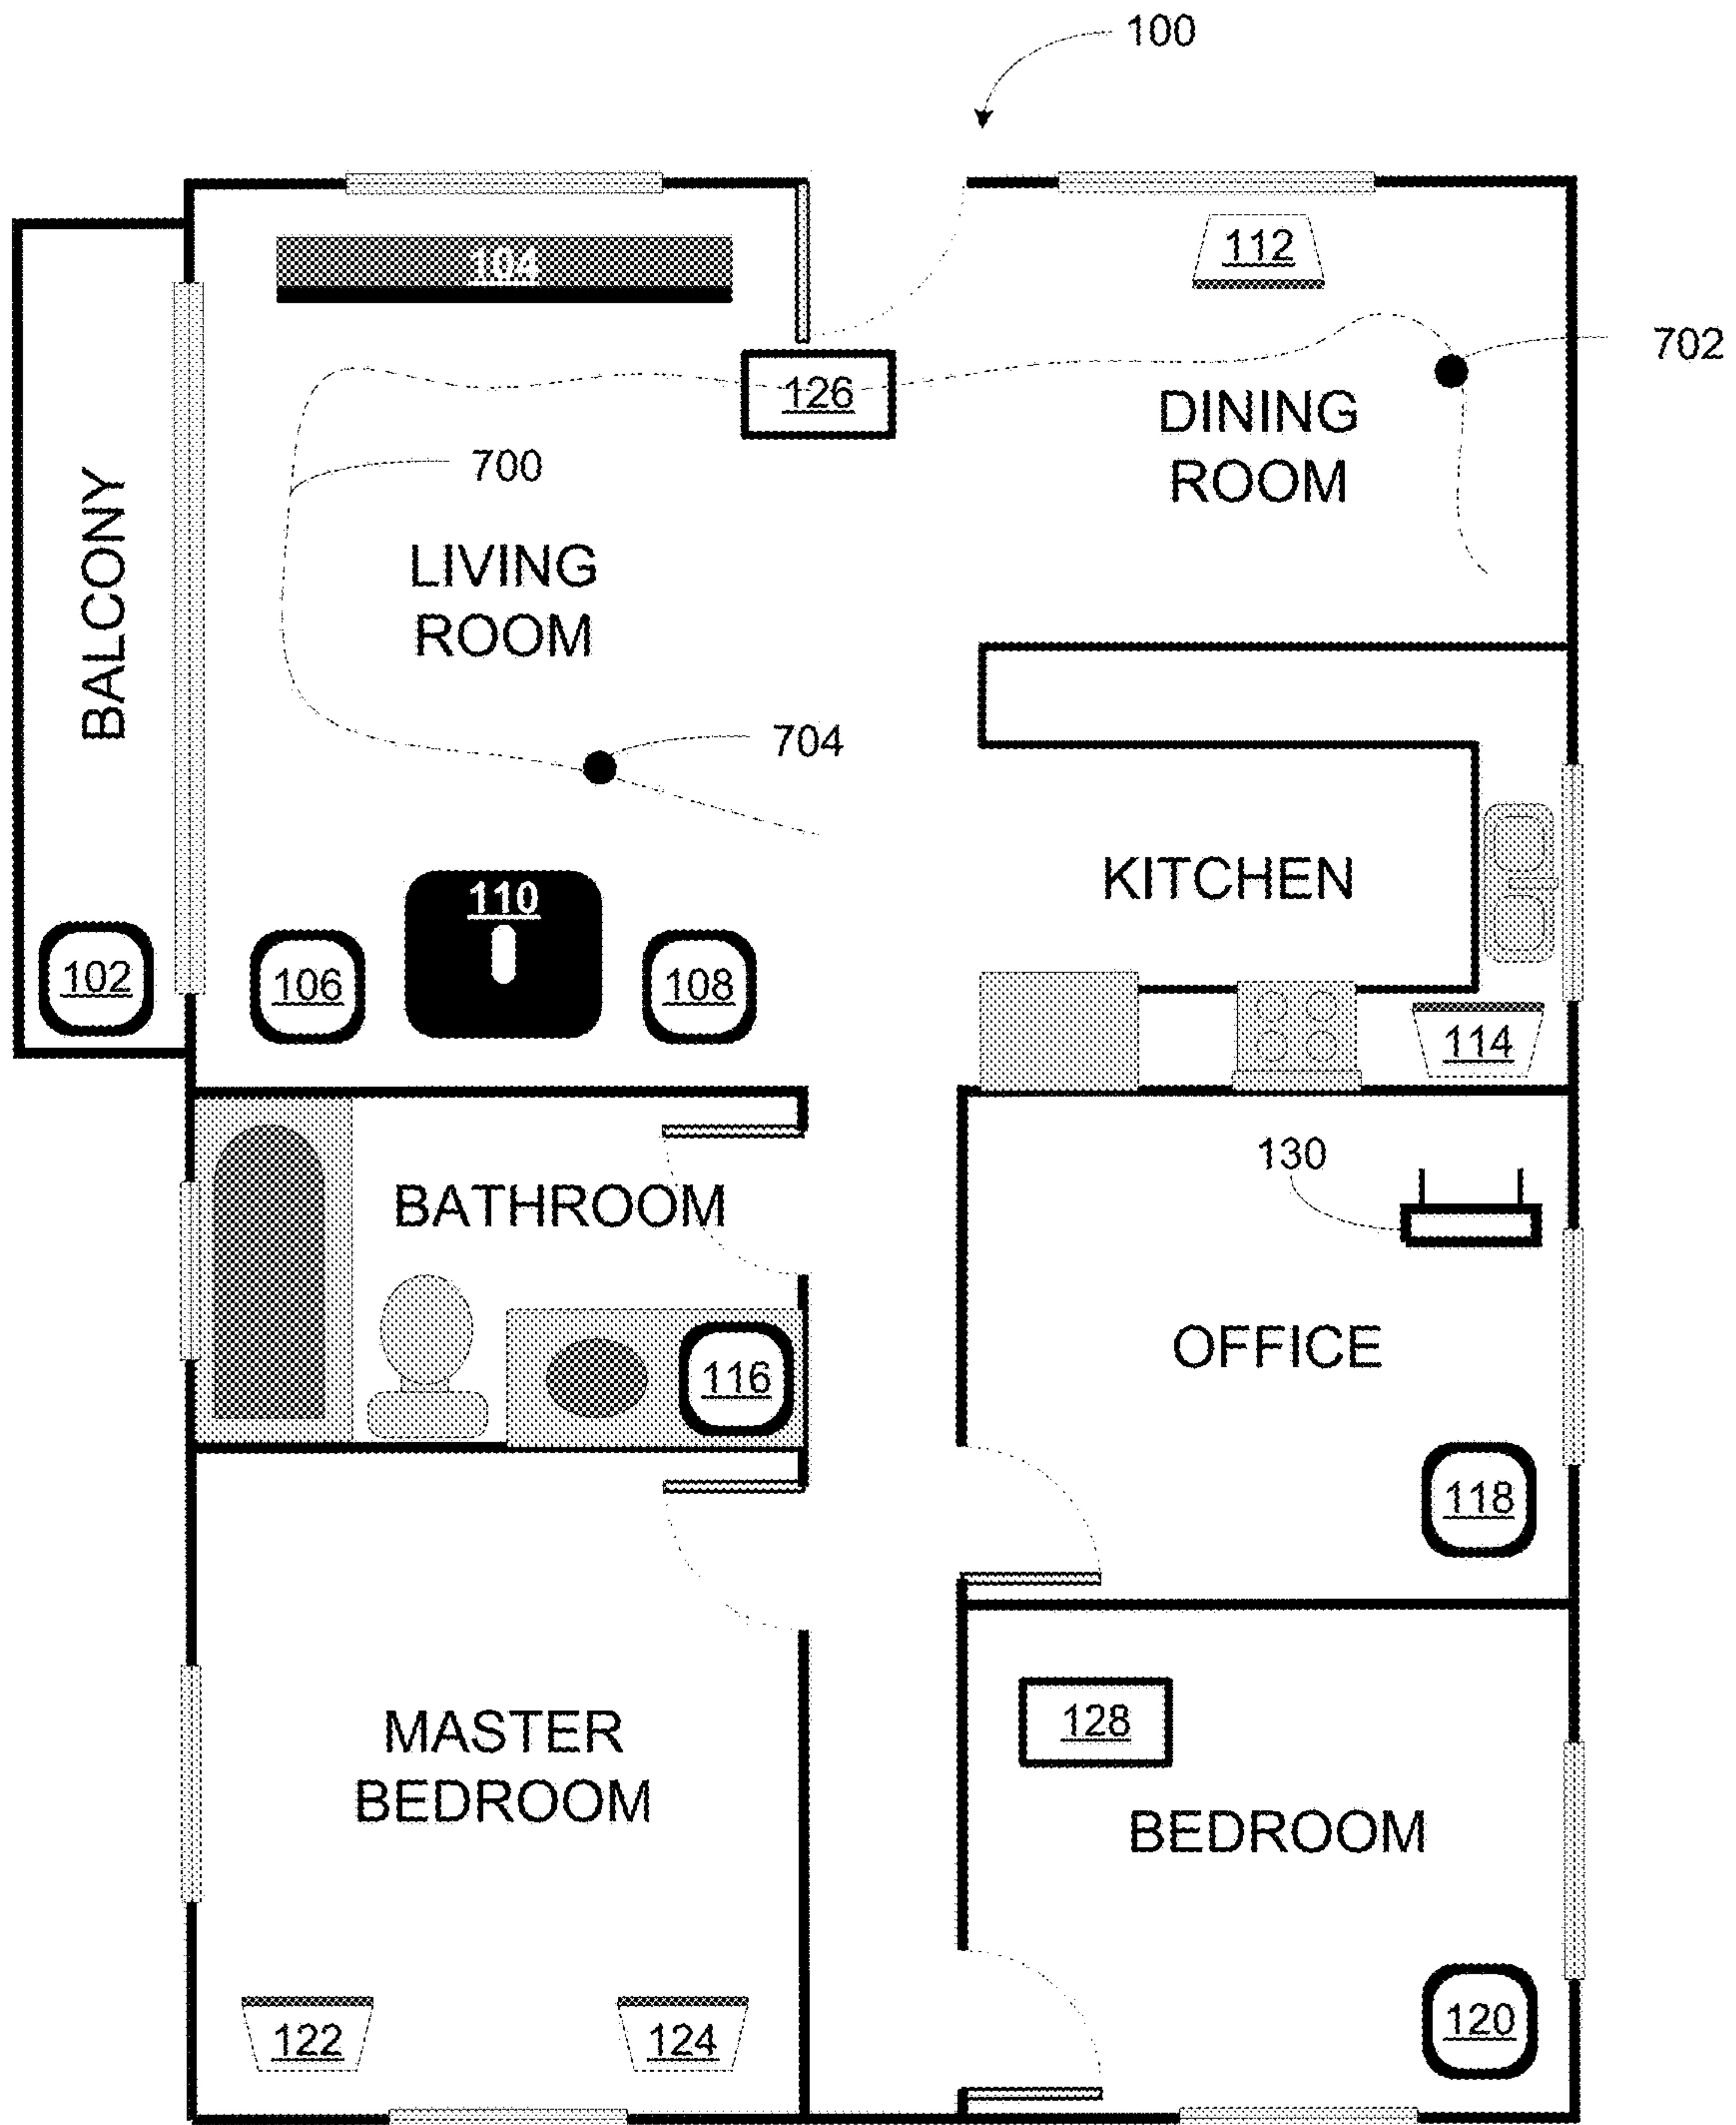 100
104
112
702
126
DINING
ROOM
700
LIVING
ROOM
BALCONY
704
KITCHEN
110
102
106
108
114
130
BATHROOM
OFFICE
116
118
128
MASTER
BEDROOM
BEDROOM
120
122
124